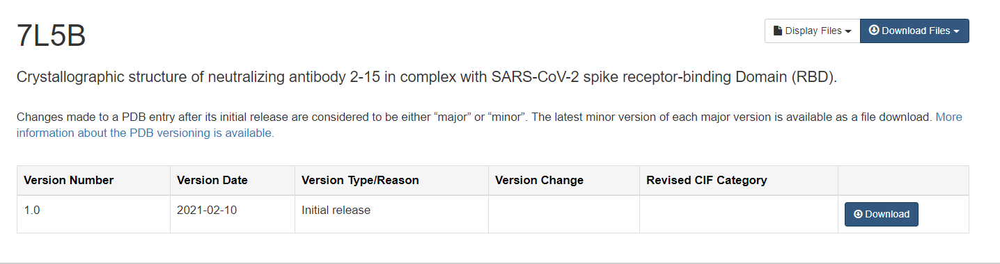 7L5B
Display Files
Download Files
Crystallographic structure of neutralizing antibody 2-15 in complex with SARS-CoV-2 spike receptor-binding Domain (RBD).
Changes made to a PDB entry after its initial release are considered to be either “major” or “minor”. The latest minor version of each major version is available as a file download. More
information about the PDB versioning is available.
Version Number Version Date Version Type/Reason Version Change Revised CIF Category
1.0 2021-02-10 Initial release Download